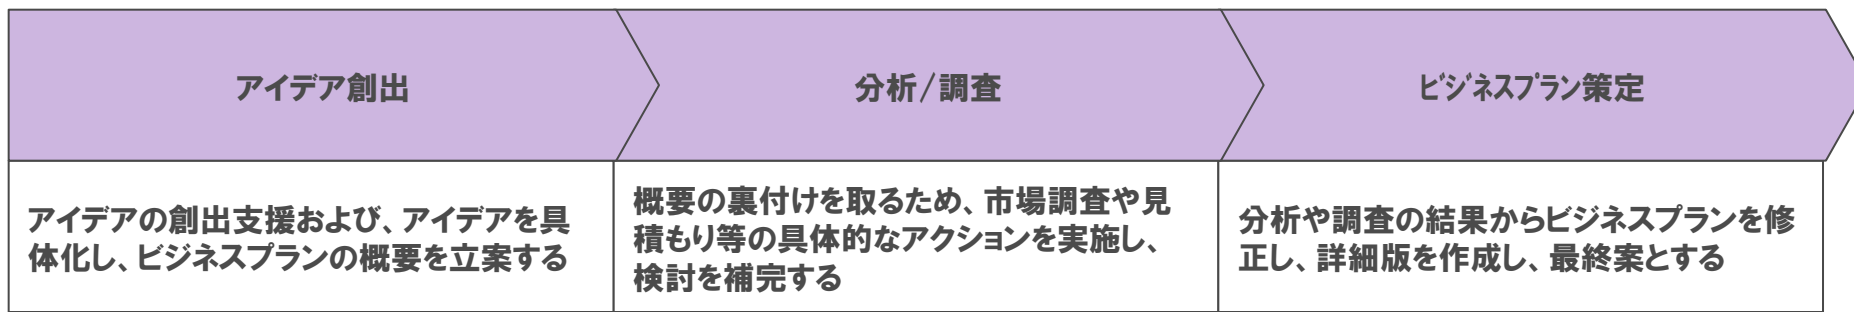 アイデア創出
分析/調査
ビジネスプラン策定
アイデアの創出支援および、アイデアを具
体化し、ビジネスプランの概要を立案する
概要の裏付けを取るため、市場調査や見
積もり等の具体的なアクションを実施し、
検討を補完する
分析や調査の結果からビジネスプランを修
正し、詳細版を作成し、最終案とする